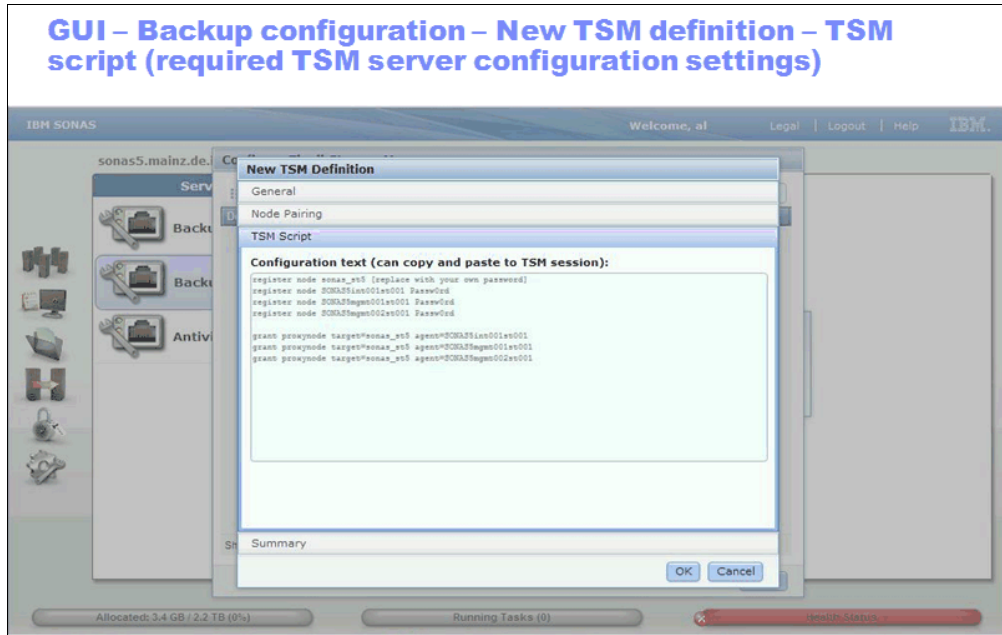 GUI – Backup configuration – New TSM definition – TSM
script (required TSM server configuration settings)
IBM SONAS
Welcome, al
Legal | Logout | Help
IBM.
sonas5.mainz.de.
Co
New TSM Definition
Serv
General
Node Pairing
Backu
TSM Script
Configuration text (can copy and paste to TSM session):
register node sonas_st5 [replace with your own password]
register node SONAS5int001st001 Passw0rd
register node SONAS5mgmt001st001 Passw0rd
register node SONAS5mgmt002st001 Passw0rd
Backu
grant proxynode target=sonas_st5 agent=SONAS5int001st001
grant proxynode target=sonas_st5 agent=SONAS5mgmt001st001
grant proxynode target=sonas_st5 agent=SONAS5mgmt002st001
Antivi
Summary
OK
Cancel
Allocated: 3.4 GB / 2.2 TB (0%)
Running Tasks (0)
Health Status